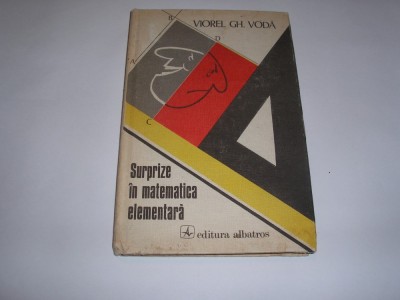 VIOREL GH. VODĂ
B
D
A
C
Surprize
în matematica
elementară
editura albatros